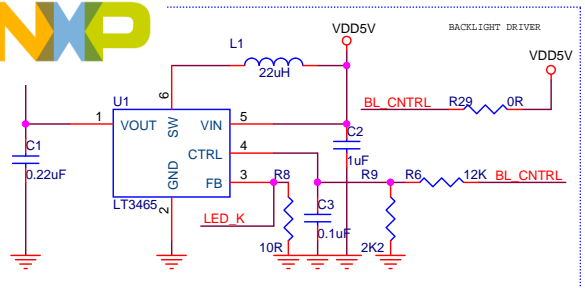 NXP
BACKLIGHT DRIVER
VDD5V
VDD5V
L1
22uH
BL_CNTRL
R29
0R
U1
6
1
VOUT
SW
VIN
5
CTRL
4
FB
3
GND
2
LT3465
C1
0.22uF
C2
1uF
R8
10R
LED_K
C3
0.1uF
R9
2K2
R6
12K
BL_CNTRL